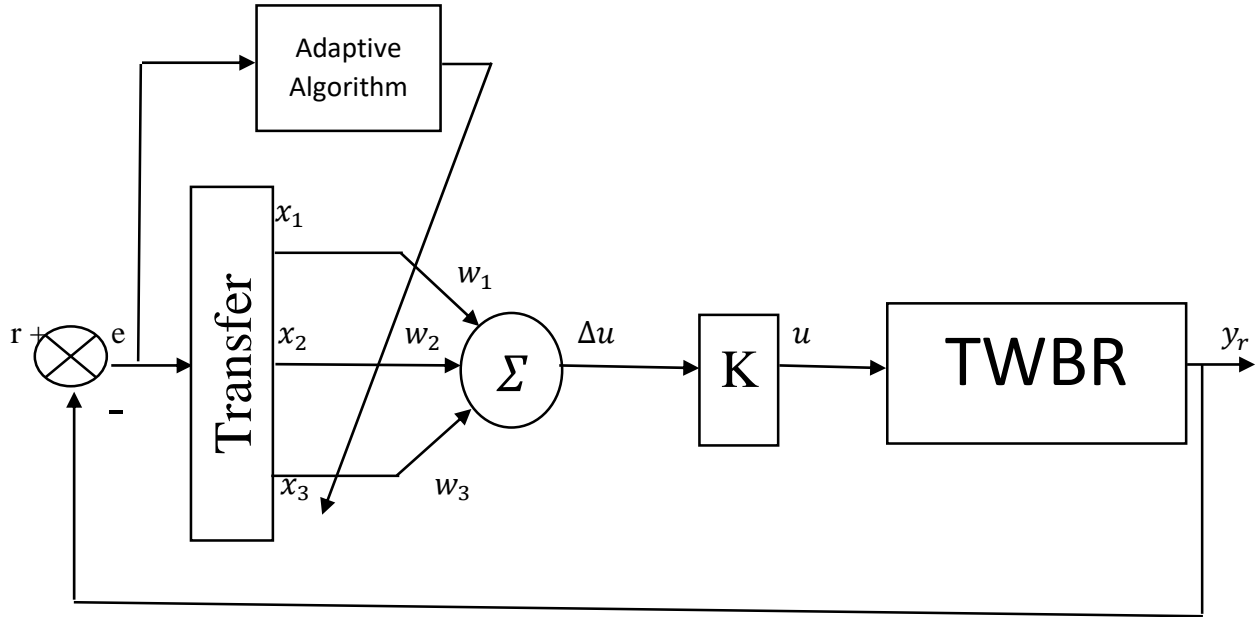 Adaptive
Algorithm
x₁
w₁
r +
e
Transfer
x₂
w₂
Σ
Δu
K
u
TWBR
yᵣ
-
x₃
w₃